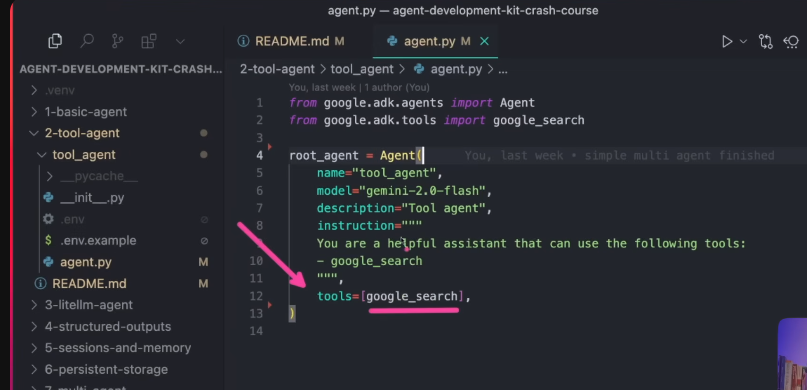 agent.py — agent-development-kit-crash-course
README.md M
agent.py M
AGENT-DEVELOPMENT-KIT-CRASH...
.venv
1-basic-agent
2-tool-agent
tool_agent
__pycache__
__init__.py
.env
.env.example
agent.py M
README.md M
3-litellm-agent
4-structured-outputs
5-sessions-and-memory
6-persistent-storage
7-multi-agent
2-tool-agent > tool_agent > agent.py > ...
You, last week | 1 author (You)
1 from google.adk.agents import Agent
2 from google.adk.tools import google_search
3
4 root_agent = Agent( You, last week • simple multi agent finished
5 name="tool_agent",
6 model="gemini-2.0-flash",
7 description="Tool agent",
8 instruction="""
You are a helpful assistant that can use the following tools:
10 - google_search
11 """,
12 tools=[google_search],
13 )
14